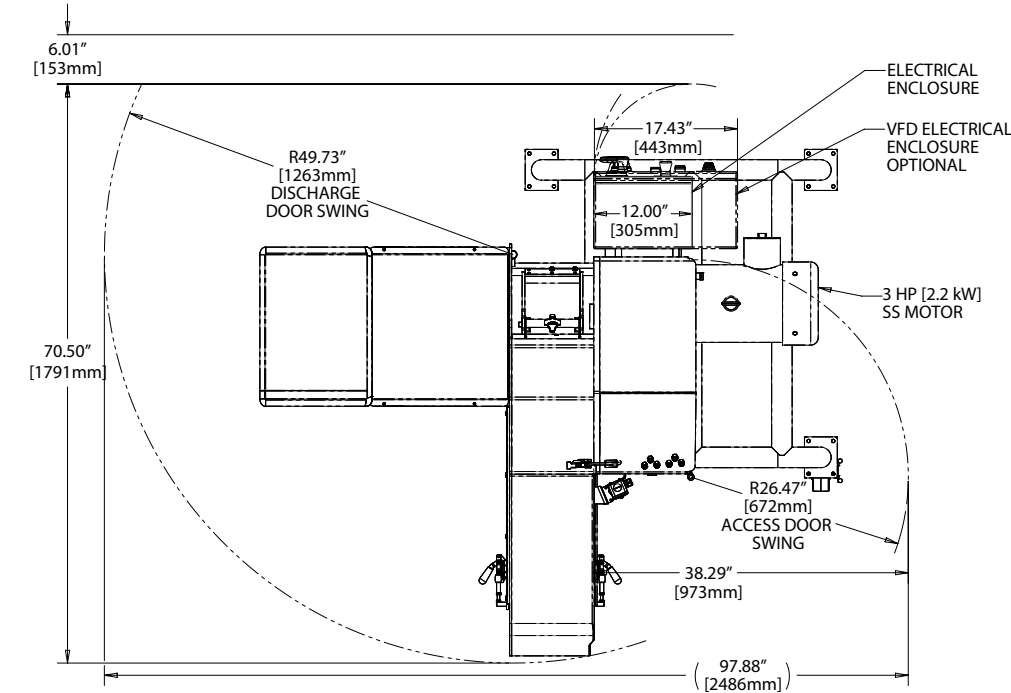 6.01”
[153mm]
ELECTRICAL
ENCLOSURE
17.43”
[443mm]
VFD ELECTRICAL
ENCLOSURE
OPTIONAL
R49.73”
[1263mm]
DISCHARGE
DOOR SWING
12.00”
[305mm]
3 HP [2.2 kW]
SS MOTOR
70.50”
[1791mm]
R26.47”
[672mm]
ACCESS DOOR
SWING
38.29”
[973mm]
(97.88”
[2486mm])